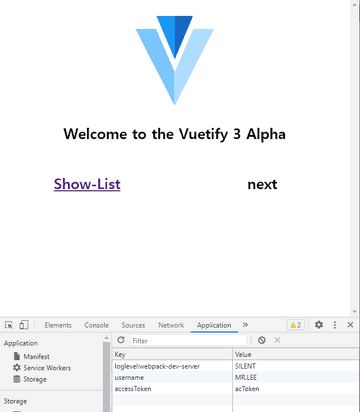 Welcome to the Vuetify 3 Alpha
Show-List next
Elements Console Sources Network Application » 2
Application
Manifest
Service Workers
Storage
Storage
Filter
Key Value
loglevel:webpack-dev-server SILENT
username MR.LEE
accessToken acToken